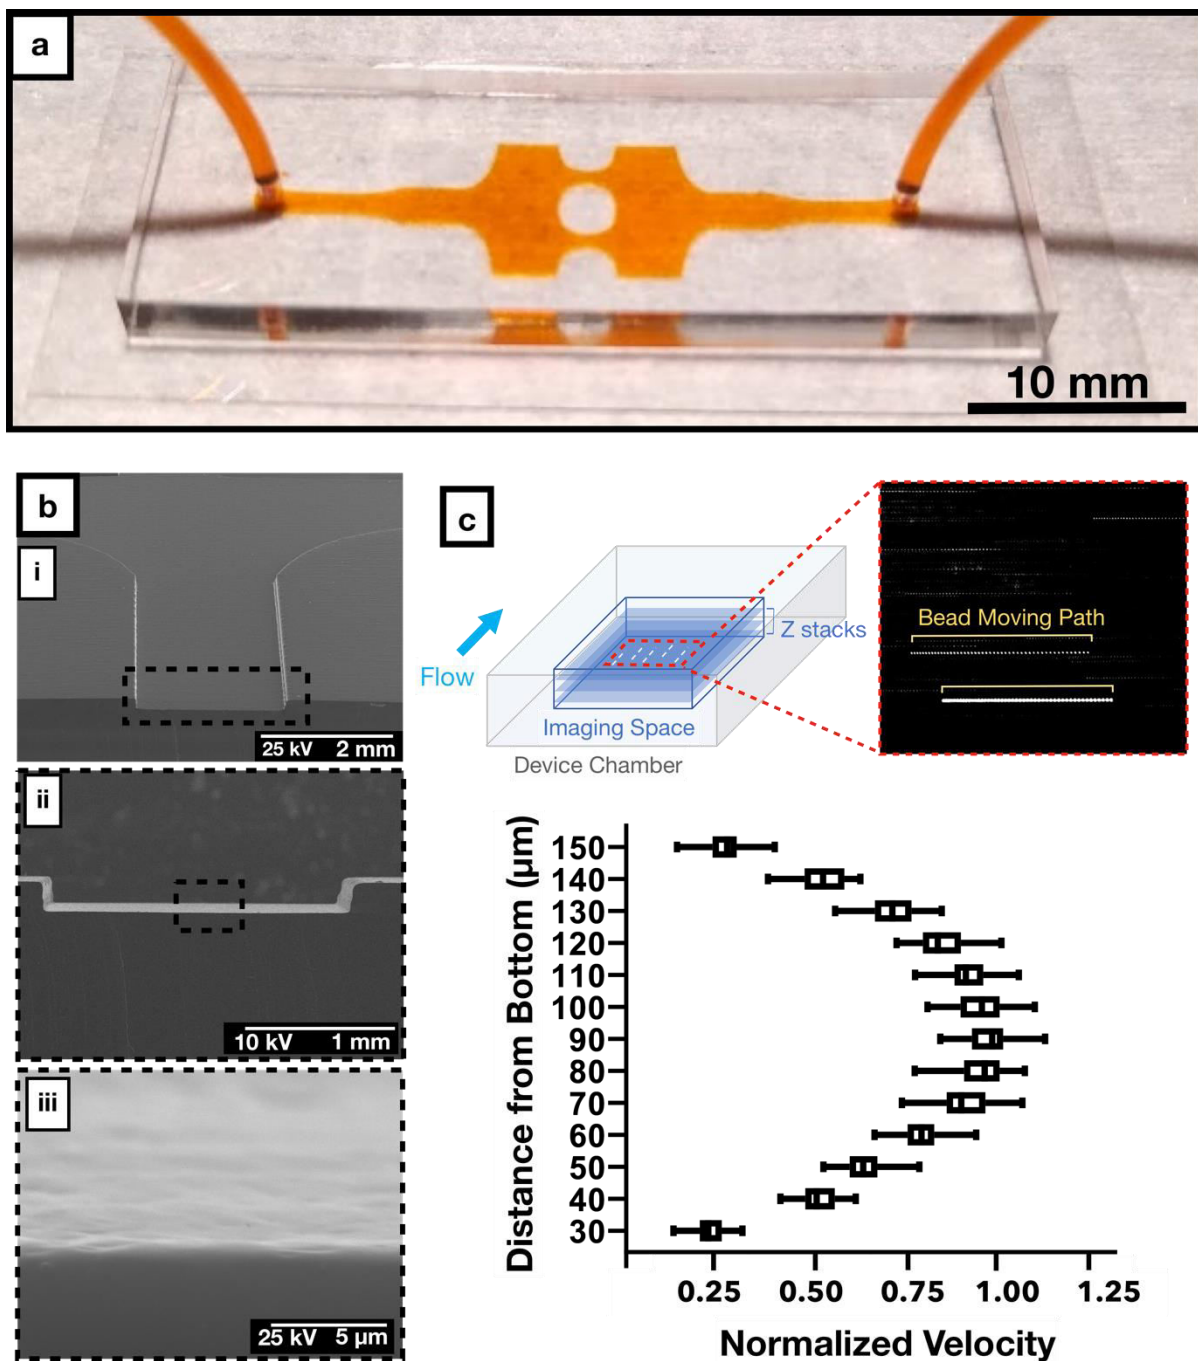 a
10 mm
b
i
25 kV 2 mm
ii
10 kV 1 mm
iii
25 kV 5 µm
c
Flow
Z stacks
Imaging Space
Device Chamber
Bead Moving Path
Distance from Bottom (µm)
150
140
130
120
110
100
90
80
70
60
50
40
30
0.25 0.50 0.75 1.00 1.25
Normalized Velocity